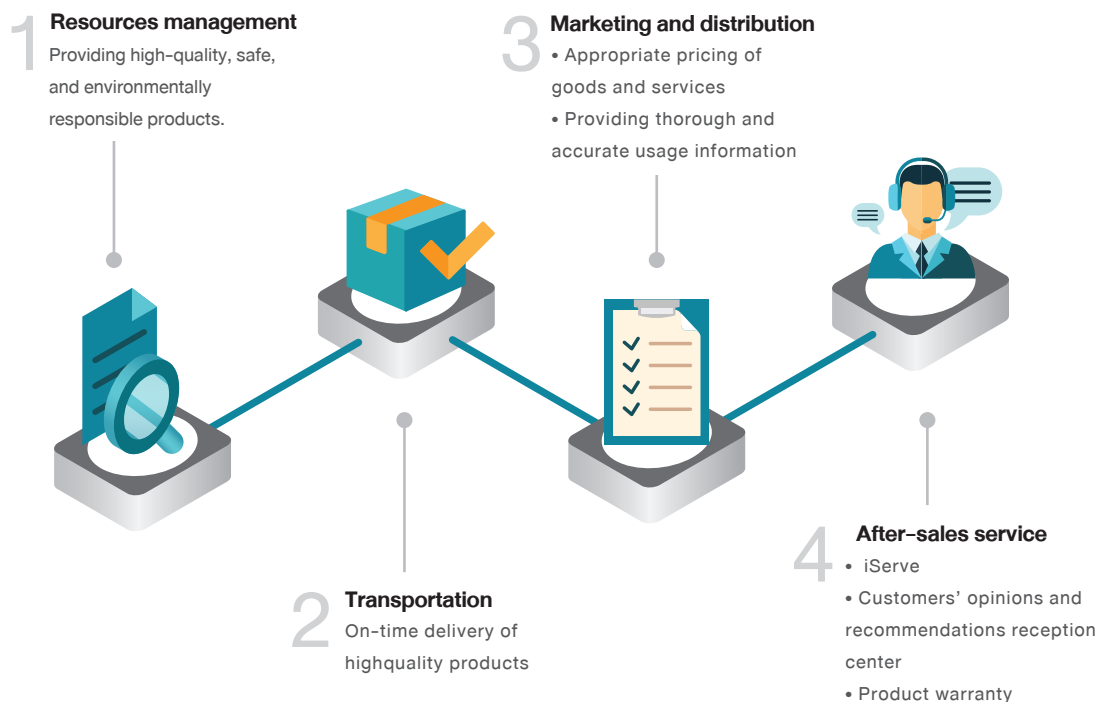 1
Resources management
Providing high-quality, safe,
and environmentally
responsible products.
2
Transportation
On-time delivery of
highquality products
3
Marketing and distribution
• Appropriate pricing of
goods and services
• Providing thorough and
accurate usage information
4
After-sales service
• iServe
• Customers’ opinions and
recommendations reception
center
• Product warranty